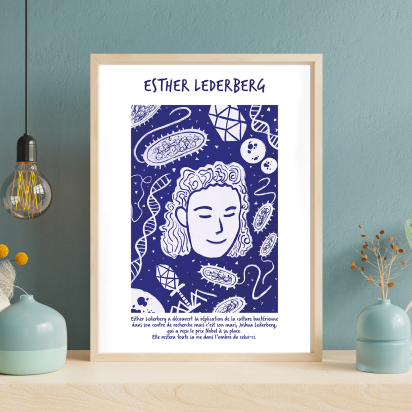 ESTHER LEDERBERG
Esther Lederberg a découvert la réplication de la culture bactérienne
dans son centre de recherche mais c'est son mari, Joshua Lederberg,
qui a reçu le prix Nobel à sa place.
Elle restera toute sa vie dans l'ombre de celui-ci.